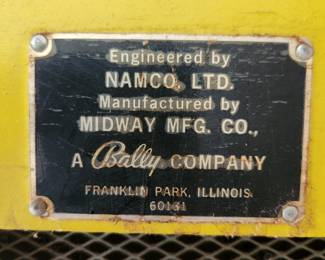 Engineered by
NAMCO, LTD.
Manufactured by
MIDWAY MFG. CO.,
A Bally COMPANY
FRANKLIN PARK, ILLINOIS
60131